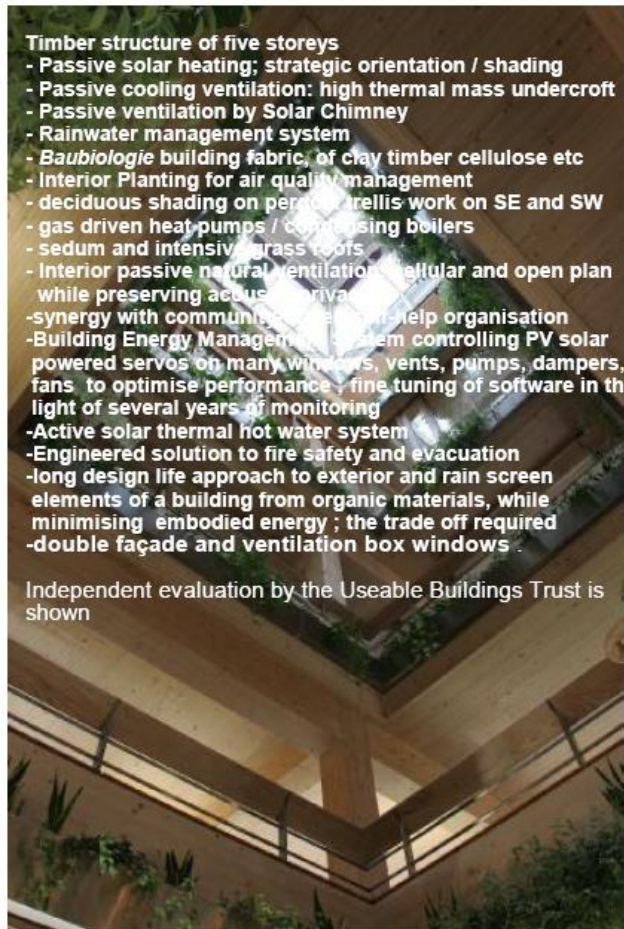 Timber structure of five storeys
- Passive solar heating; strategic orientation / shading
- Passive cooling ventilation: high thermal mass undercroft
- Passive ventilation by Solar Chimney
- Rainwater management system
- Baubiologie building fabric, of clay timber cellulose etc
- Interior Planting for air quality management
- deciduous shading on trellis work on SE and SW
- gas driven heat pumps / condensing boilers
- sedum and intensive grass roofs
- Interior passive natural ventilation, cellular and open plan
while preserving
-synergy with community organisation
-Building Energy Management System controlling PV solar
powered servos on many windows, vents, pumps, dampers,
fans to optimise performance ; fine tuning of software in th
light of several years of monitoring
-Active solar thermal hot water system
-Engineered solution to fire safety and evacuation
-long design life approach to exterior and rain screen
elements of a building from organic materials, while
minimising embodied energy ; the trade off required
-double façade and ventilation box windows .
Independent evaluation by the Useable Buildings Trust is
shown